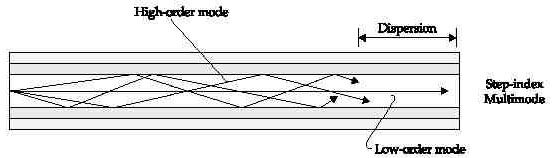 High-order mode
Dispersion
Step-index
Multimode
Low-order mode